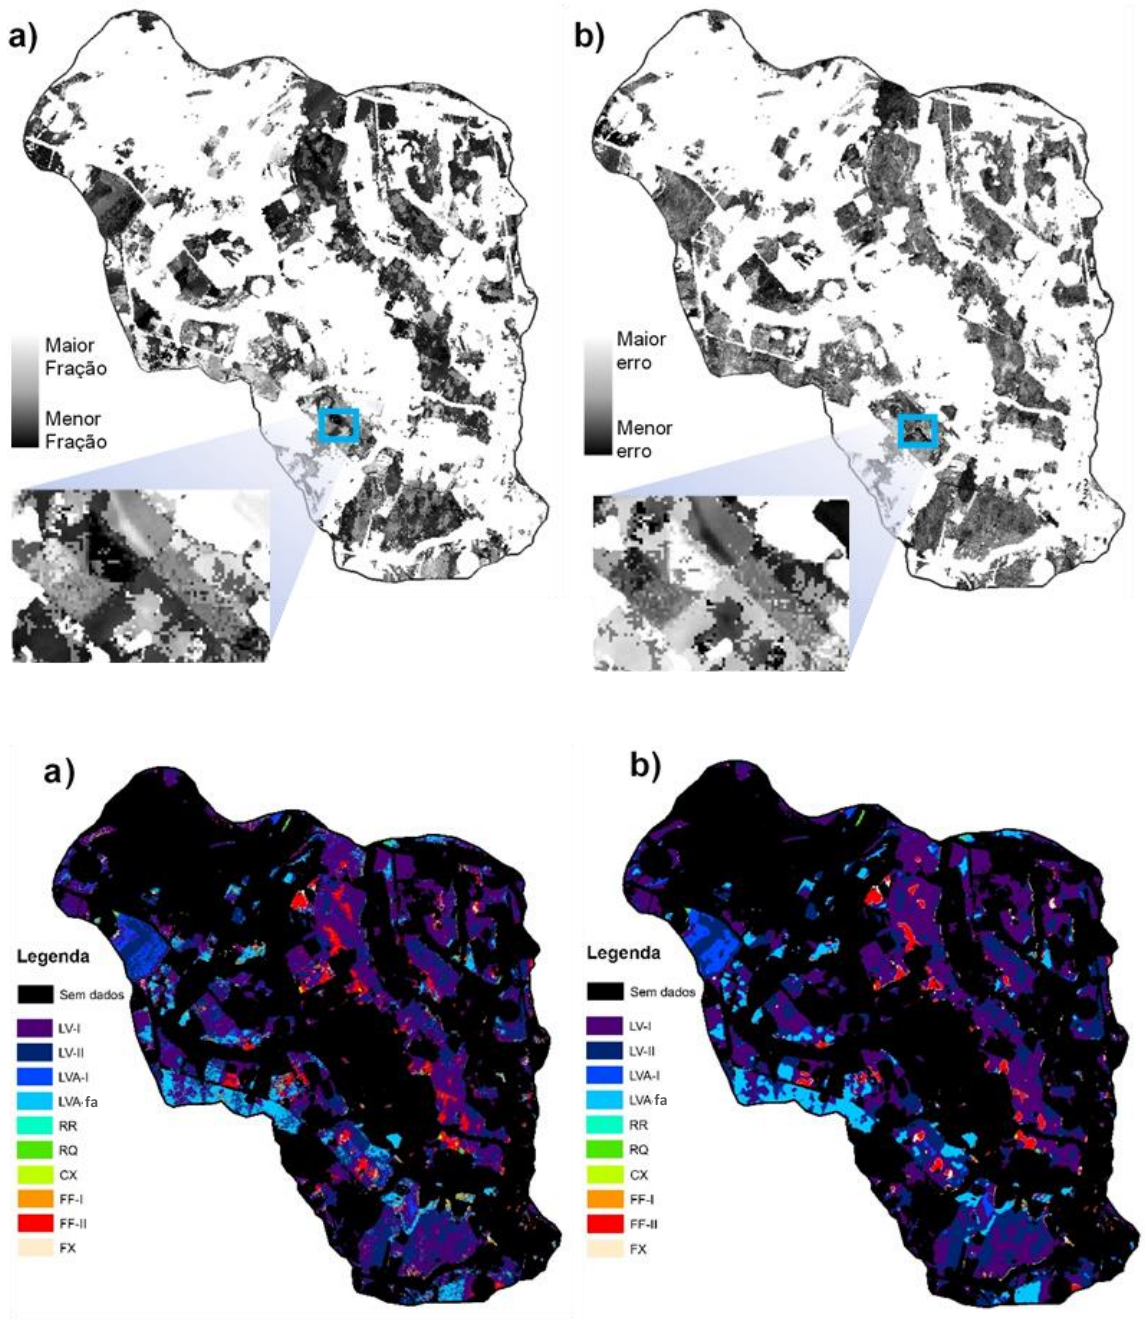 a)
b)
Maior
Fração
Menor
Fração
Maior
erro
Menor
erro
a)
b)
Legenda
Sem dados
LV-I
LV-II
LVA-I
LVA-fa
RR
RQ
CX
FF-I
FF-II
FX
Legenda
Sem dados
LV-I
LV-II
LVA-I
LVA-fa
RR
RQ
CX
FF-I
FF-II
FX